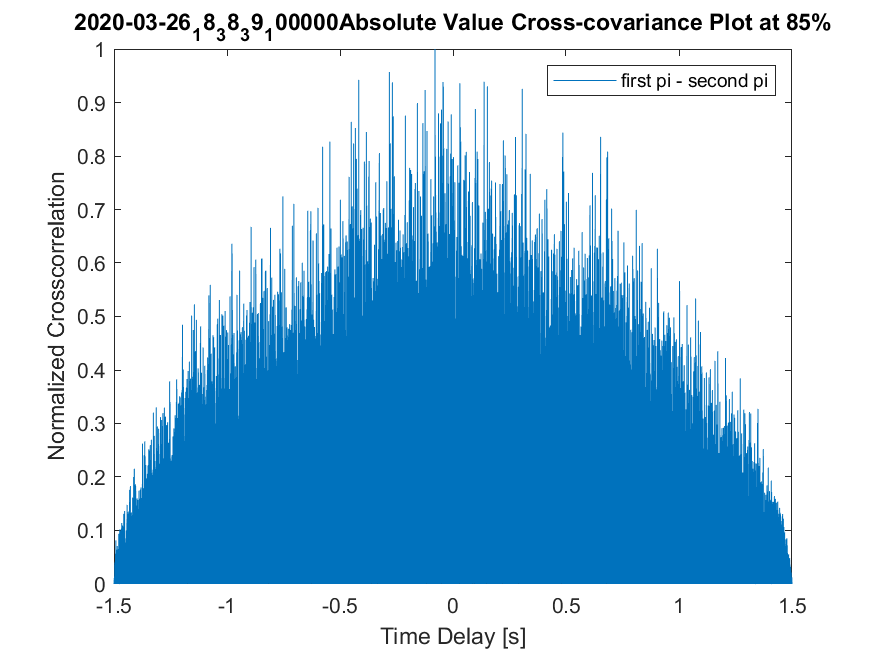 2020-03-26₁8₃8₃9₁00000Absolute Value Cross-covariance Plot at 85%
first pi - second pi
Normalized Crosscorrelation
1
0.9
0.8
0.7
0.6
0.5
0.4
0.3
0.2
0.1
0
-1.5 -1 -0.5 0 0.5 1 1.5
Time Delay [s]